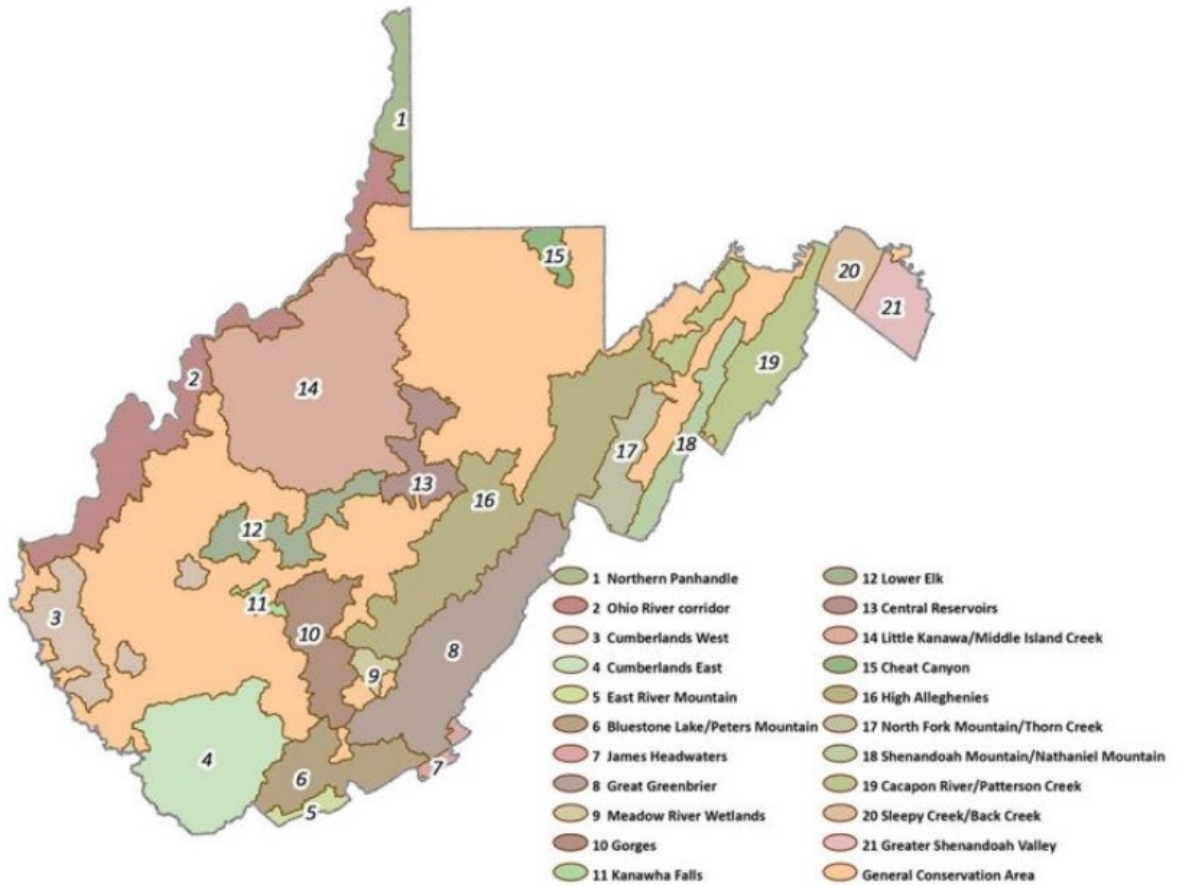 1
15
20
21
2
14
19
17
18
13
16
12
11
3
10
8
9
4
6
7
5
1 Northern Panhandle
2 Ohio River corridor
3 Cumberlands West
4 Cumberlands East
5 East River Mountain
6 Bluestone Lake/Peters Mountain
7 James Headwaters
8 Great Greenbrier
9 Meadow River Wetlands
10 Gorges
11 Kanawha Falls
12 Lower Elk
13 Central Reservoirs
14 Little Kanawa/Middle Island Creek
15 Cheat Canyon
16 High Alleghenies
17 North Fork Mountain/Thorn Creek
18 Shenandoah Mountain/Nathaniel Mountain
19 Cacapon River/Patterson Creek
20 Sleepy Creek/Back Creek
21 Greater Shenandoah Valley
General Conservation Area